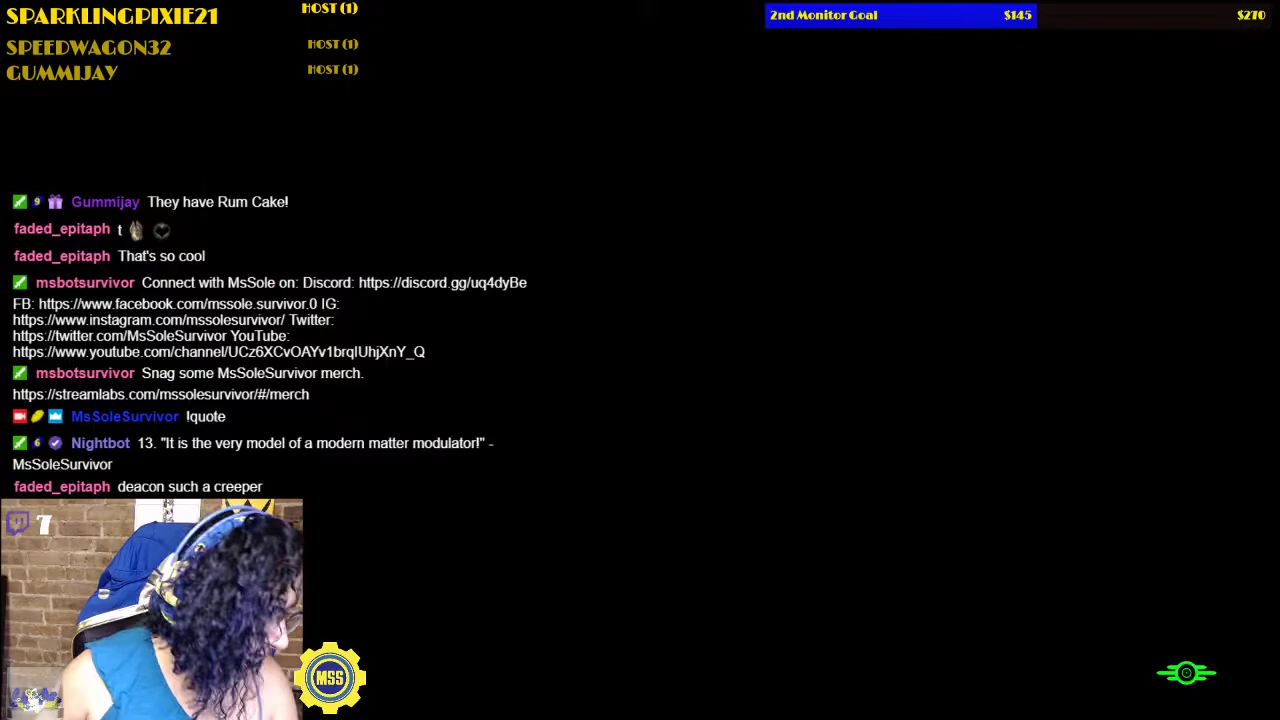 SPARKLINGPIXIE21 HOST (1)
SPEEDWAGON32 HOST (1)
GUMMIJAY HOST (1)
2nd Monitor Goal $145 $270
Gummijay They have Rum Cake!
faded_epitaph t
faded_epitaph That's so cool
msbotsurvivor Connect with MsSole on: Discord: https://discord.gg/uq4dyBe
FB: https://www.facebook.com/mssole.survivor.0 IG:
https://www.instagram.com/mssolesurvivor/ Twitter:
https://twitter.com/MsSoleSurvivor YouTube:
https://www.youtube.com/channel/UCz6XCvOAYv1brqIUhjXnY_Q
msbotsurvivor Snag some MsSoleSurvivor merch.
https://streamlabs.com/mssolesurvivor/#/merch
MsSoleSurvivor !quote
6 Nightbot 13. "It is the very model of a modern matter modulator!" -
MsSoleSurvivor
faded_epitaph deacon such a creeper
7
MSS